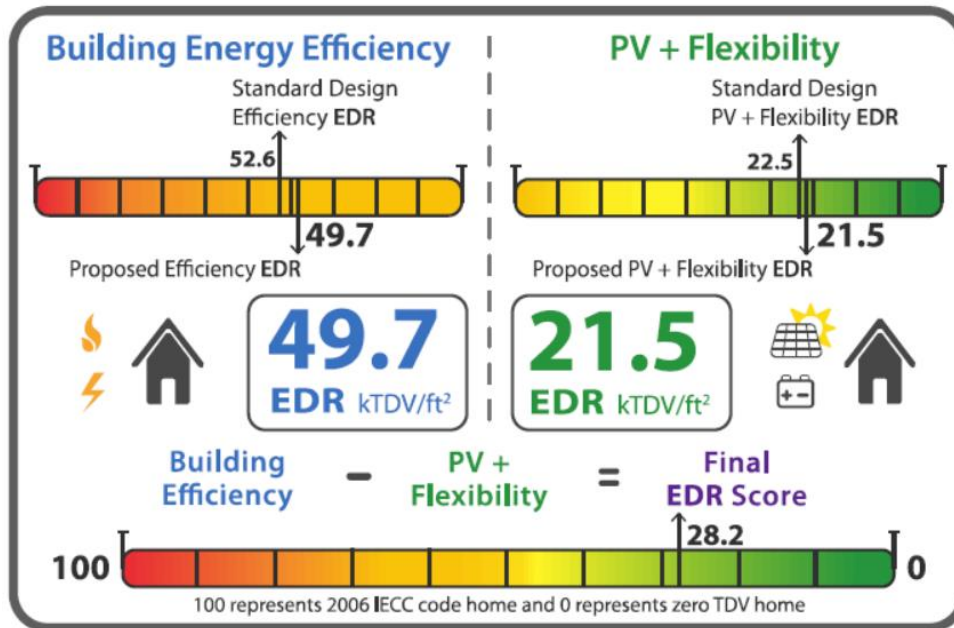 Building Energy Efficiency
Standard Design
Efficiency EDR
52.6
49.7
Proposed Efficiency EDR
49.7
EDR kTDV/ft²
PV + Flexibility
Standard Design
PV + Flexibility EDR
22.5
21.5
Proposed PV + Flexibility EDR
21.5
EDR kTDV/ft²
Building
Efficiency
-
PV +
Flexibility
=
Final
EDR Score
28.2
100
0
100 represents 2006 IECC code home and 0 represents zero TDV home